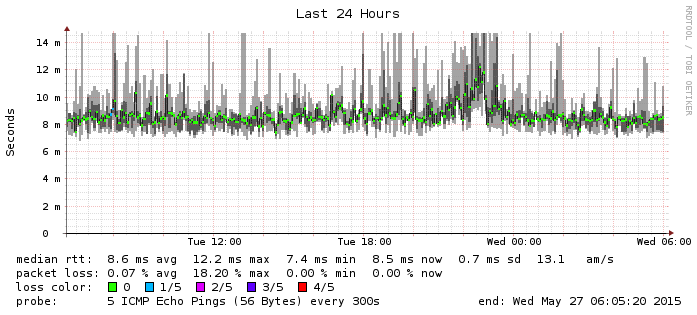 Last 24 Hours
RRDTOOL / TOBI OETIKER
Seconds
14 m
12 m
10 m
8 m
6 m
4 m
2 m
0
Tue 12:00 Tue 18:00 Wed 00:00 Wed 06:00
median rtt: 8.6 ms avg 12.2 ms max 7.4 ms min 8.5 ms now 0.7 ms sd 13.1 am/s
packet loss: 0.07 % avg 18.20 % max 0.00 % min 0.00 % now
loss color: 0 1/5 2/5 3/5 4/5
probe: 5 ICMP Echo Pings (56 Bytes) every 300s end: Wed May 27 06:05:20 2015